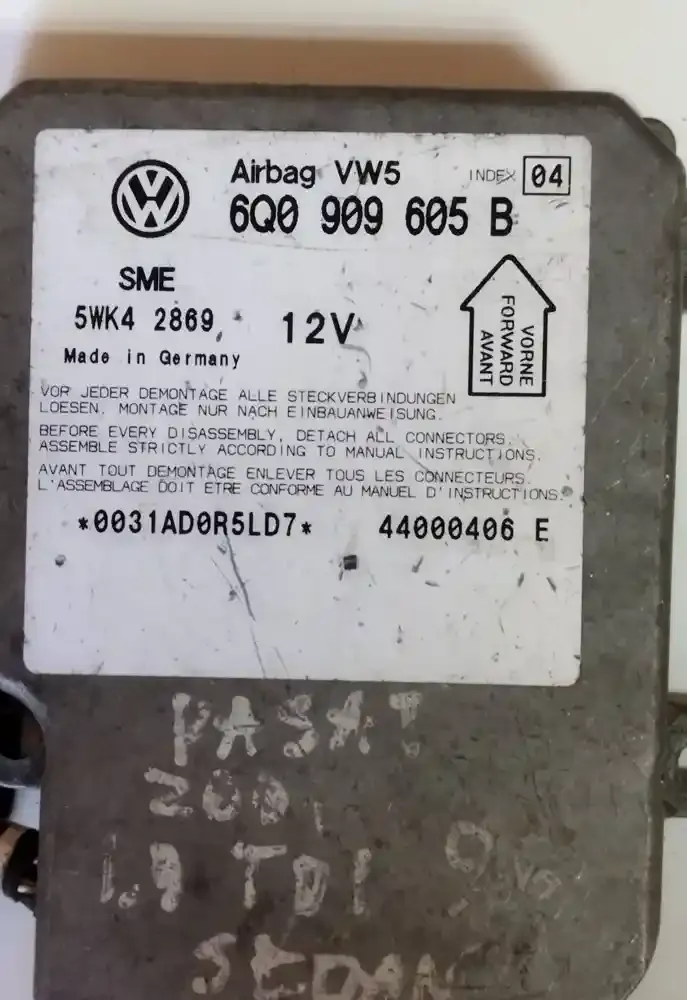 Airbag VW5 INDEX 04
6Q0 909 605 B
SME
5WK4 2869 12V
Made in Germany
VORNE
FORWARD
AVANT
VOR JEDER DEMONTAGE ALLE STECKVERBINDUNGEN
LOESEN. MONTAGE NUR NACH EINBAUANWEISUNG.
BEFORE EVERY DISASSEMBLY, DETACH ALL CONNECTORS.
ASSEMBLE STRICTLY ACCORDING TO MANUAL INSTRUCTIONS.
AVANT TOUT DEMONTAGE ENLEVER TOUS LES CONNECTEURS.
L'ASSEMBLAGE DOIT ETRE CONFORME AU MANUEL D'INSTRUCTIONS.
*0031AD0R5LD7* 44000406 E
PASAT
1.9 TDI
SEDAN